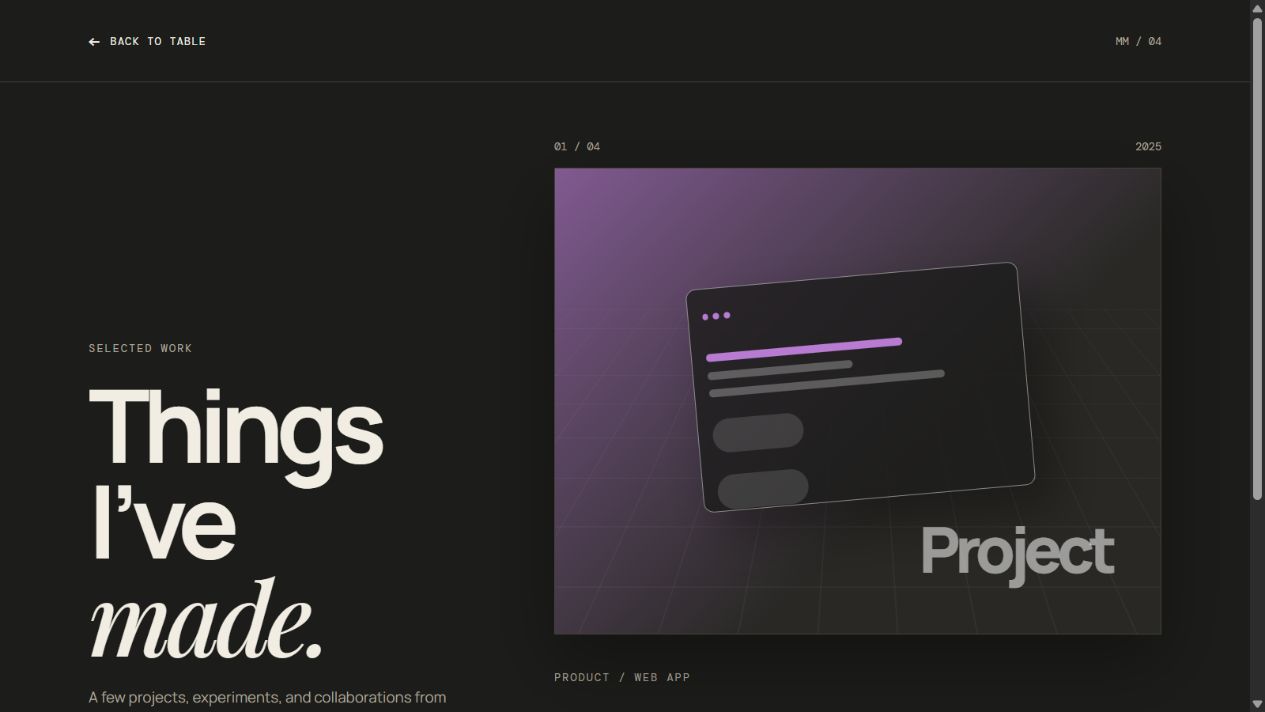 ← BACK TO TABLE
MM / 04
01 / 04
2025
SELECTED WORK
Things
I’ve
made.
A few projects, experiments, and collaborations from
Project
PRODUCT / WEB APP